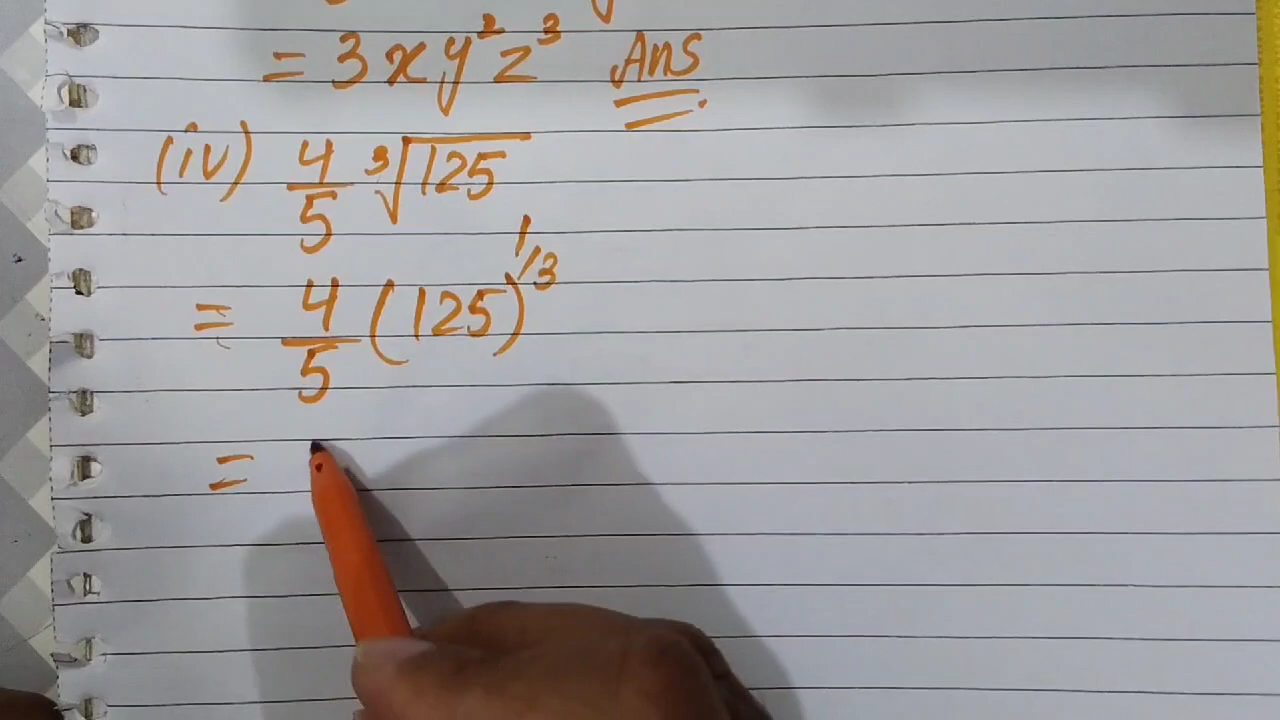 = 3xy²z³ Ans
(iv) 4/5 ³√125
= 4/5 (125)^1/3
=